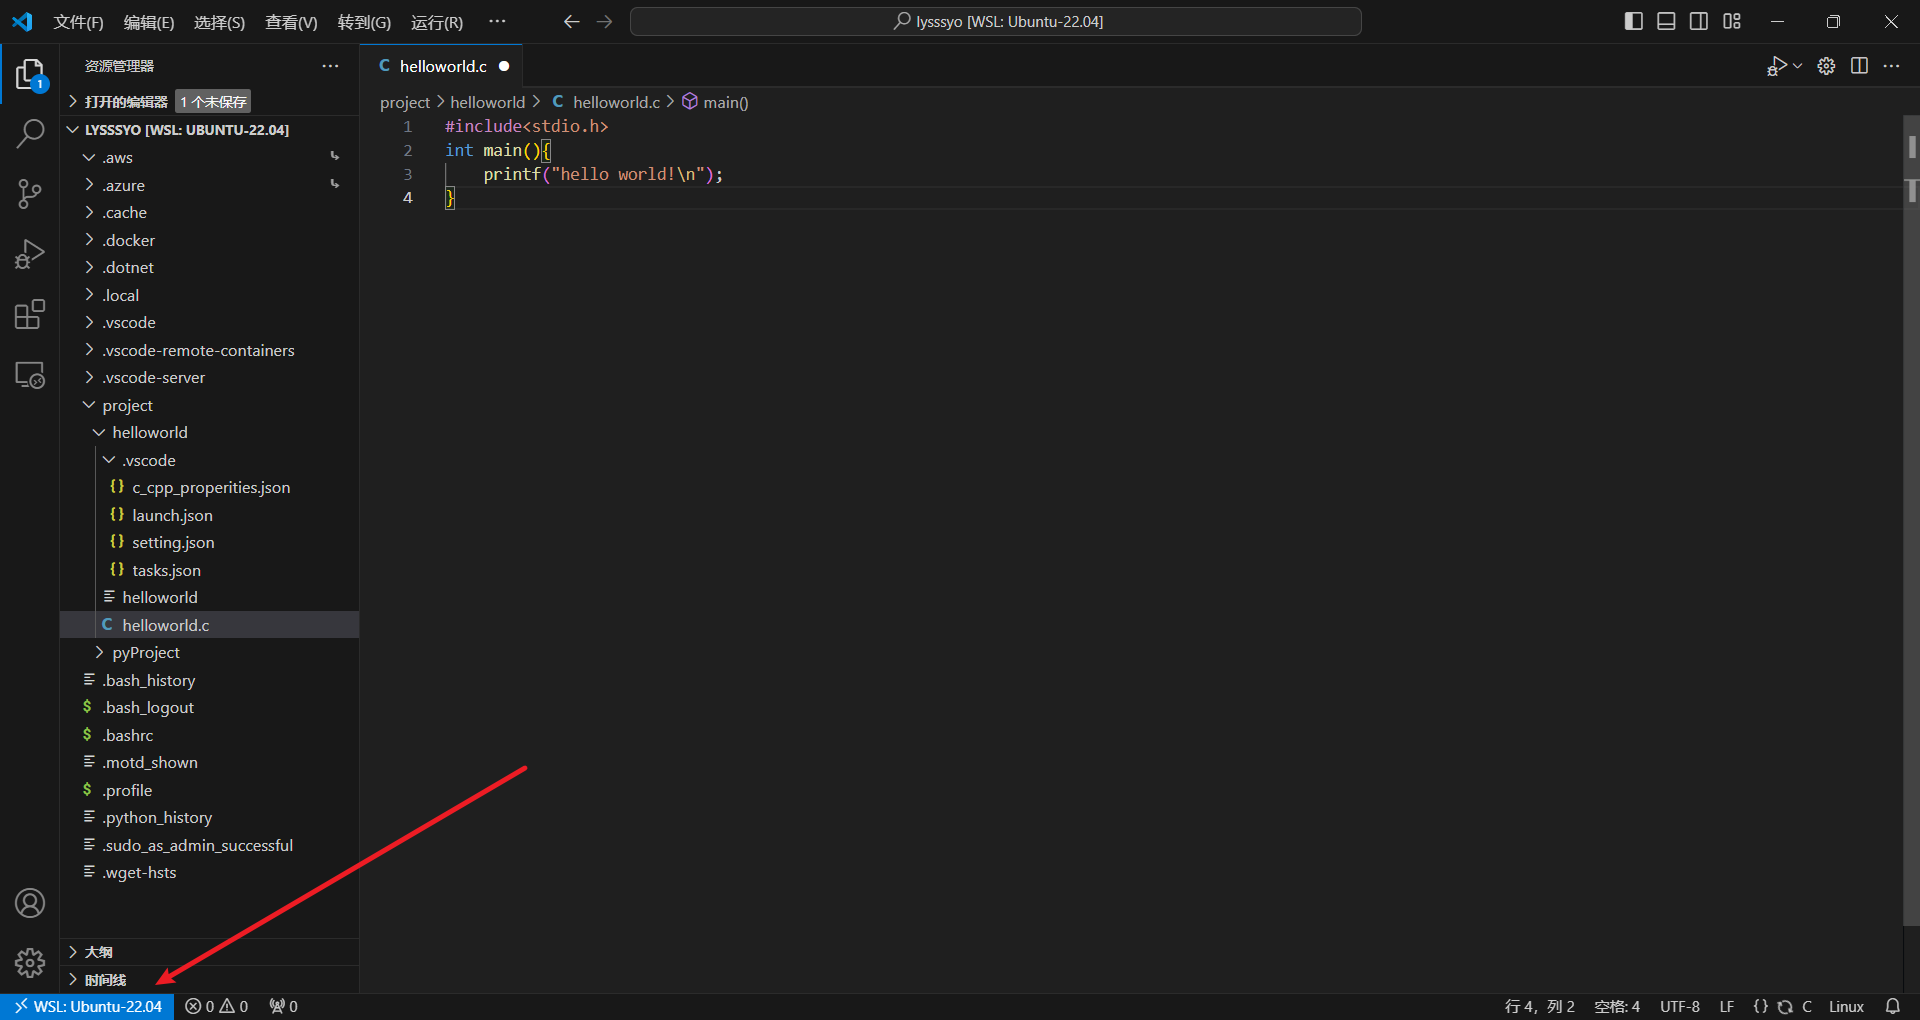 文件(F) 编辑(E) 选择(S) 查看(V) 转到(G) 运行(R) ··· lysssyo [WSL: Ubuntu-22.04]
资源管理器 ···
打开的编辑器 1 个未保存
LYSSSYO [WSL: UBUNTU-22.04]
.aws
.azure
.cache
.docker
.dotnet
.local
.vscode
.vscode-remote-containers
.vscode-server
project
helloworld
.vscode
{} c_cpp_properities.json
{} launch.json
{} setting.json
{} tasks.json
helloworld
C helloworld.c
pyProject
.bash_history
$ .bash_logout
$ .bashrc
.motd_shown
$ .profile
.python_history
.sudo_as_admin_successful
.wget-hsts
大纲
时间线
1
C helloworld.c
project > helloworld > C helloworld.c > main()
1 #include<stdio.h>
2 int main(){
3 printf("hello world!\n");
4 }
WSL: Ubuntu-22.04 0 0 0 行 4，列 2 空格: 4 UTF-8 LF {} C Linux